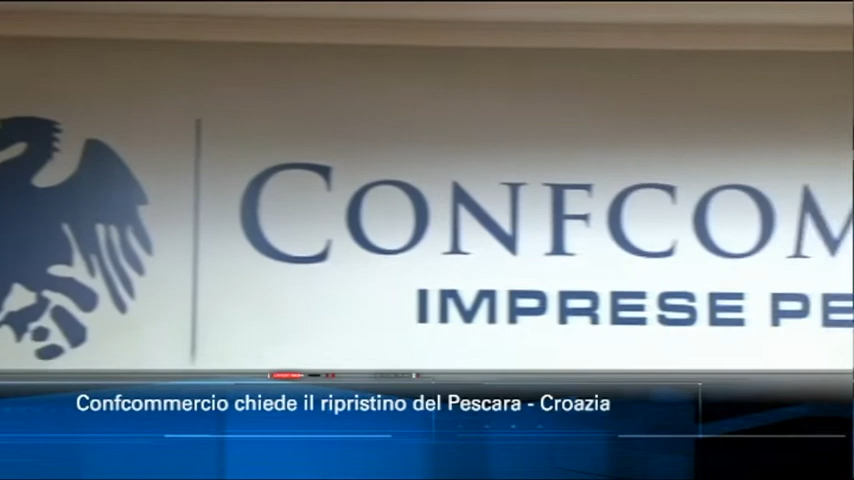 CONFCOM
IMPRESE PE
Confcommercio chiede il ripristino del Pescara - Croazia